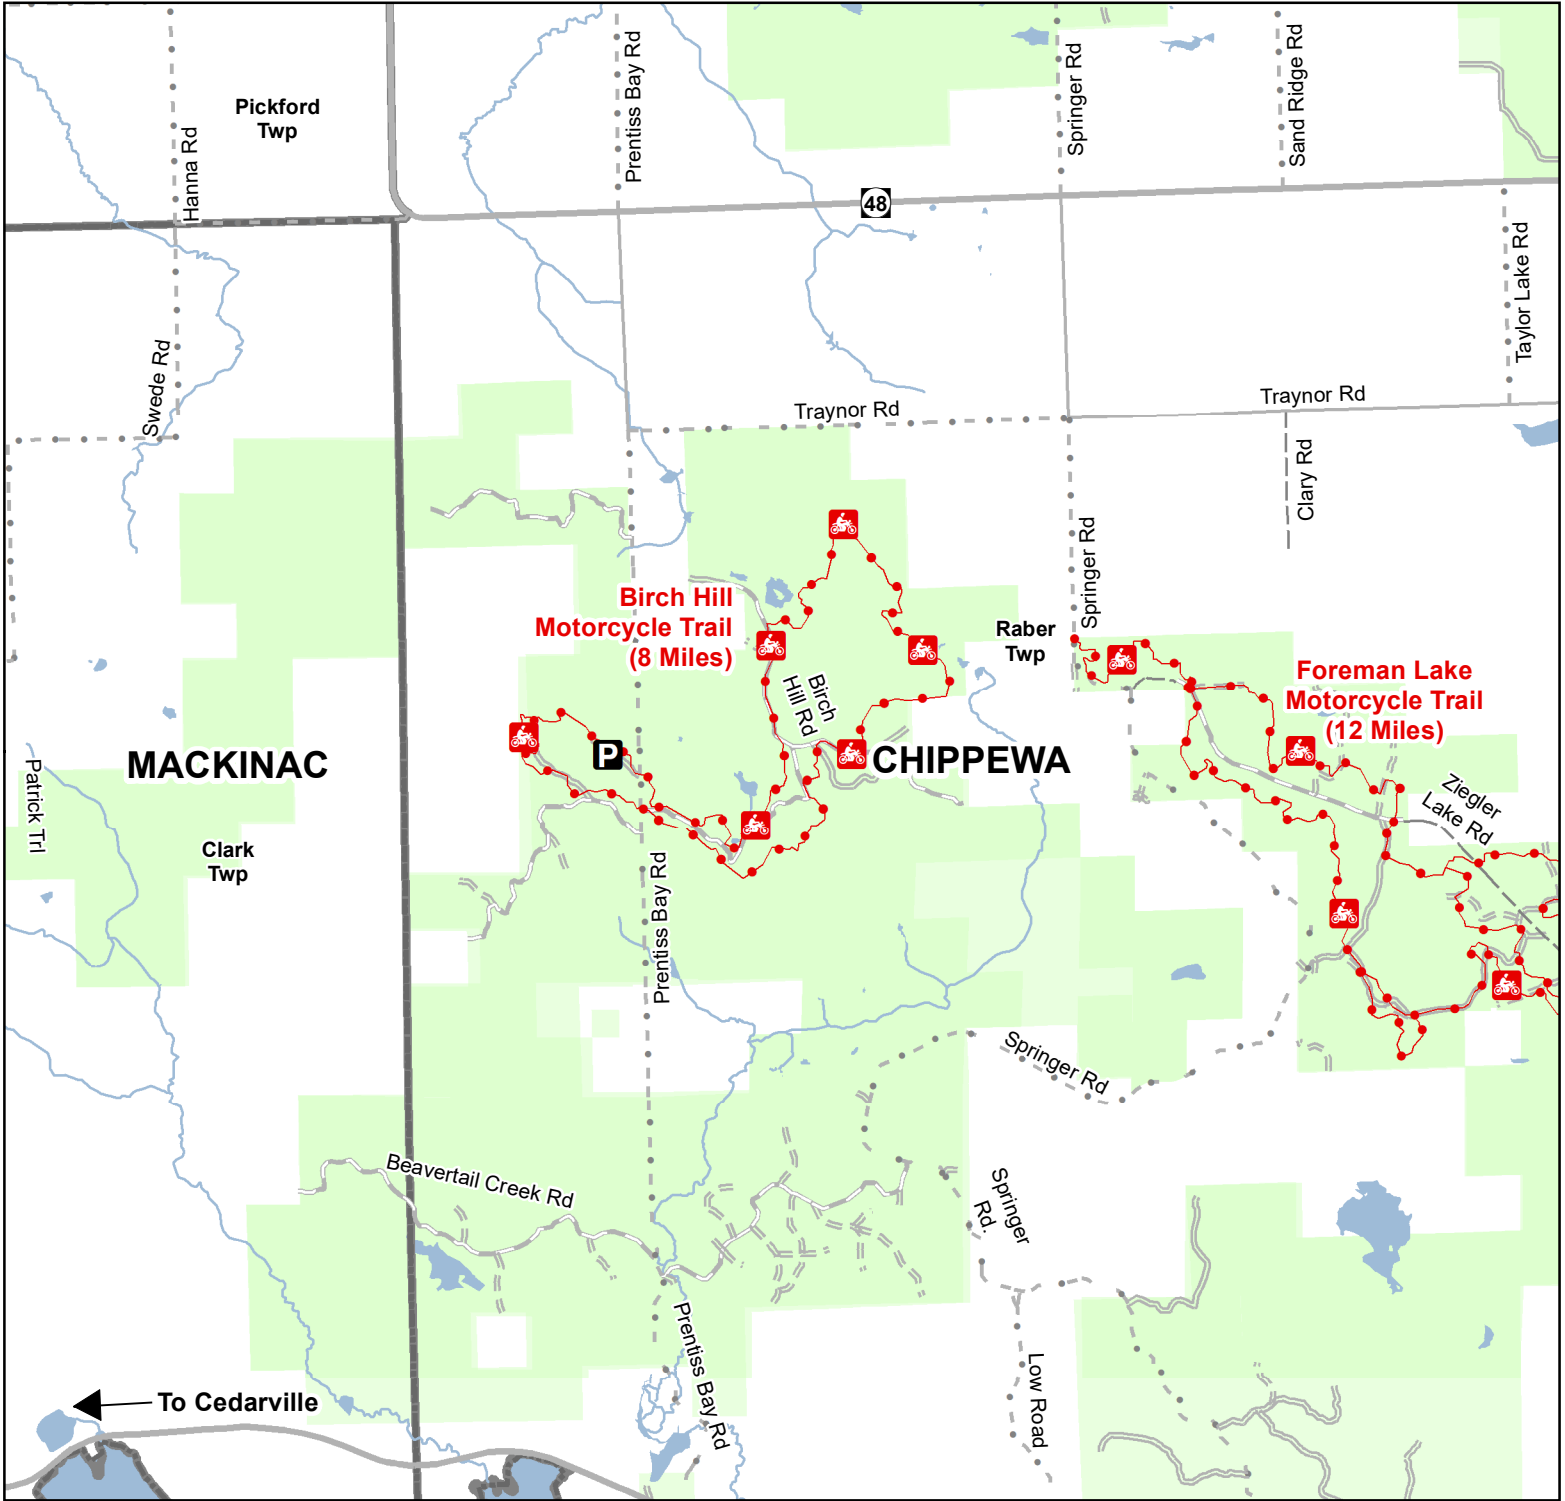 Pickford
Twp
Hanna Rd
Prentiss Bay Rd
Springer Rd
Sand Ridge Rd
48
Taylor Lake Rd
Swede Rd
Traynor Rd
Traynor Rd
Clary Rd
Springer Rd
Birch Hill
Motorcycle Trail
(8 Miles)
Raber
Twp
Foreman Lake
Motorcycle Trail
(12 Miles)
Birch
Hill Rd
P
MACKINAC
CHIPPEWA
Patrick Trl
Ziegler
Lake Rd
Clark
Twp
Prentiss Bay Rd
Springer Rd
Beavertail Creek Rd
Springer
Rd.
Prentiss Bay Rd
Low Road
To Cedarville